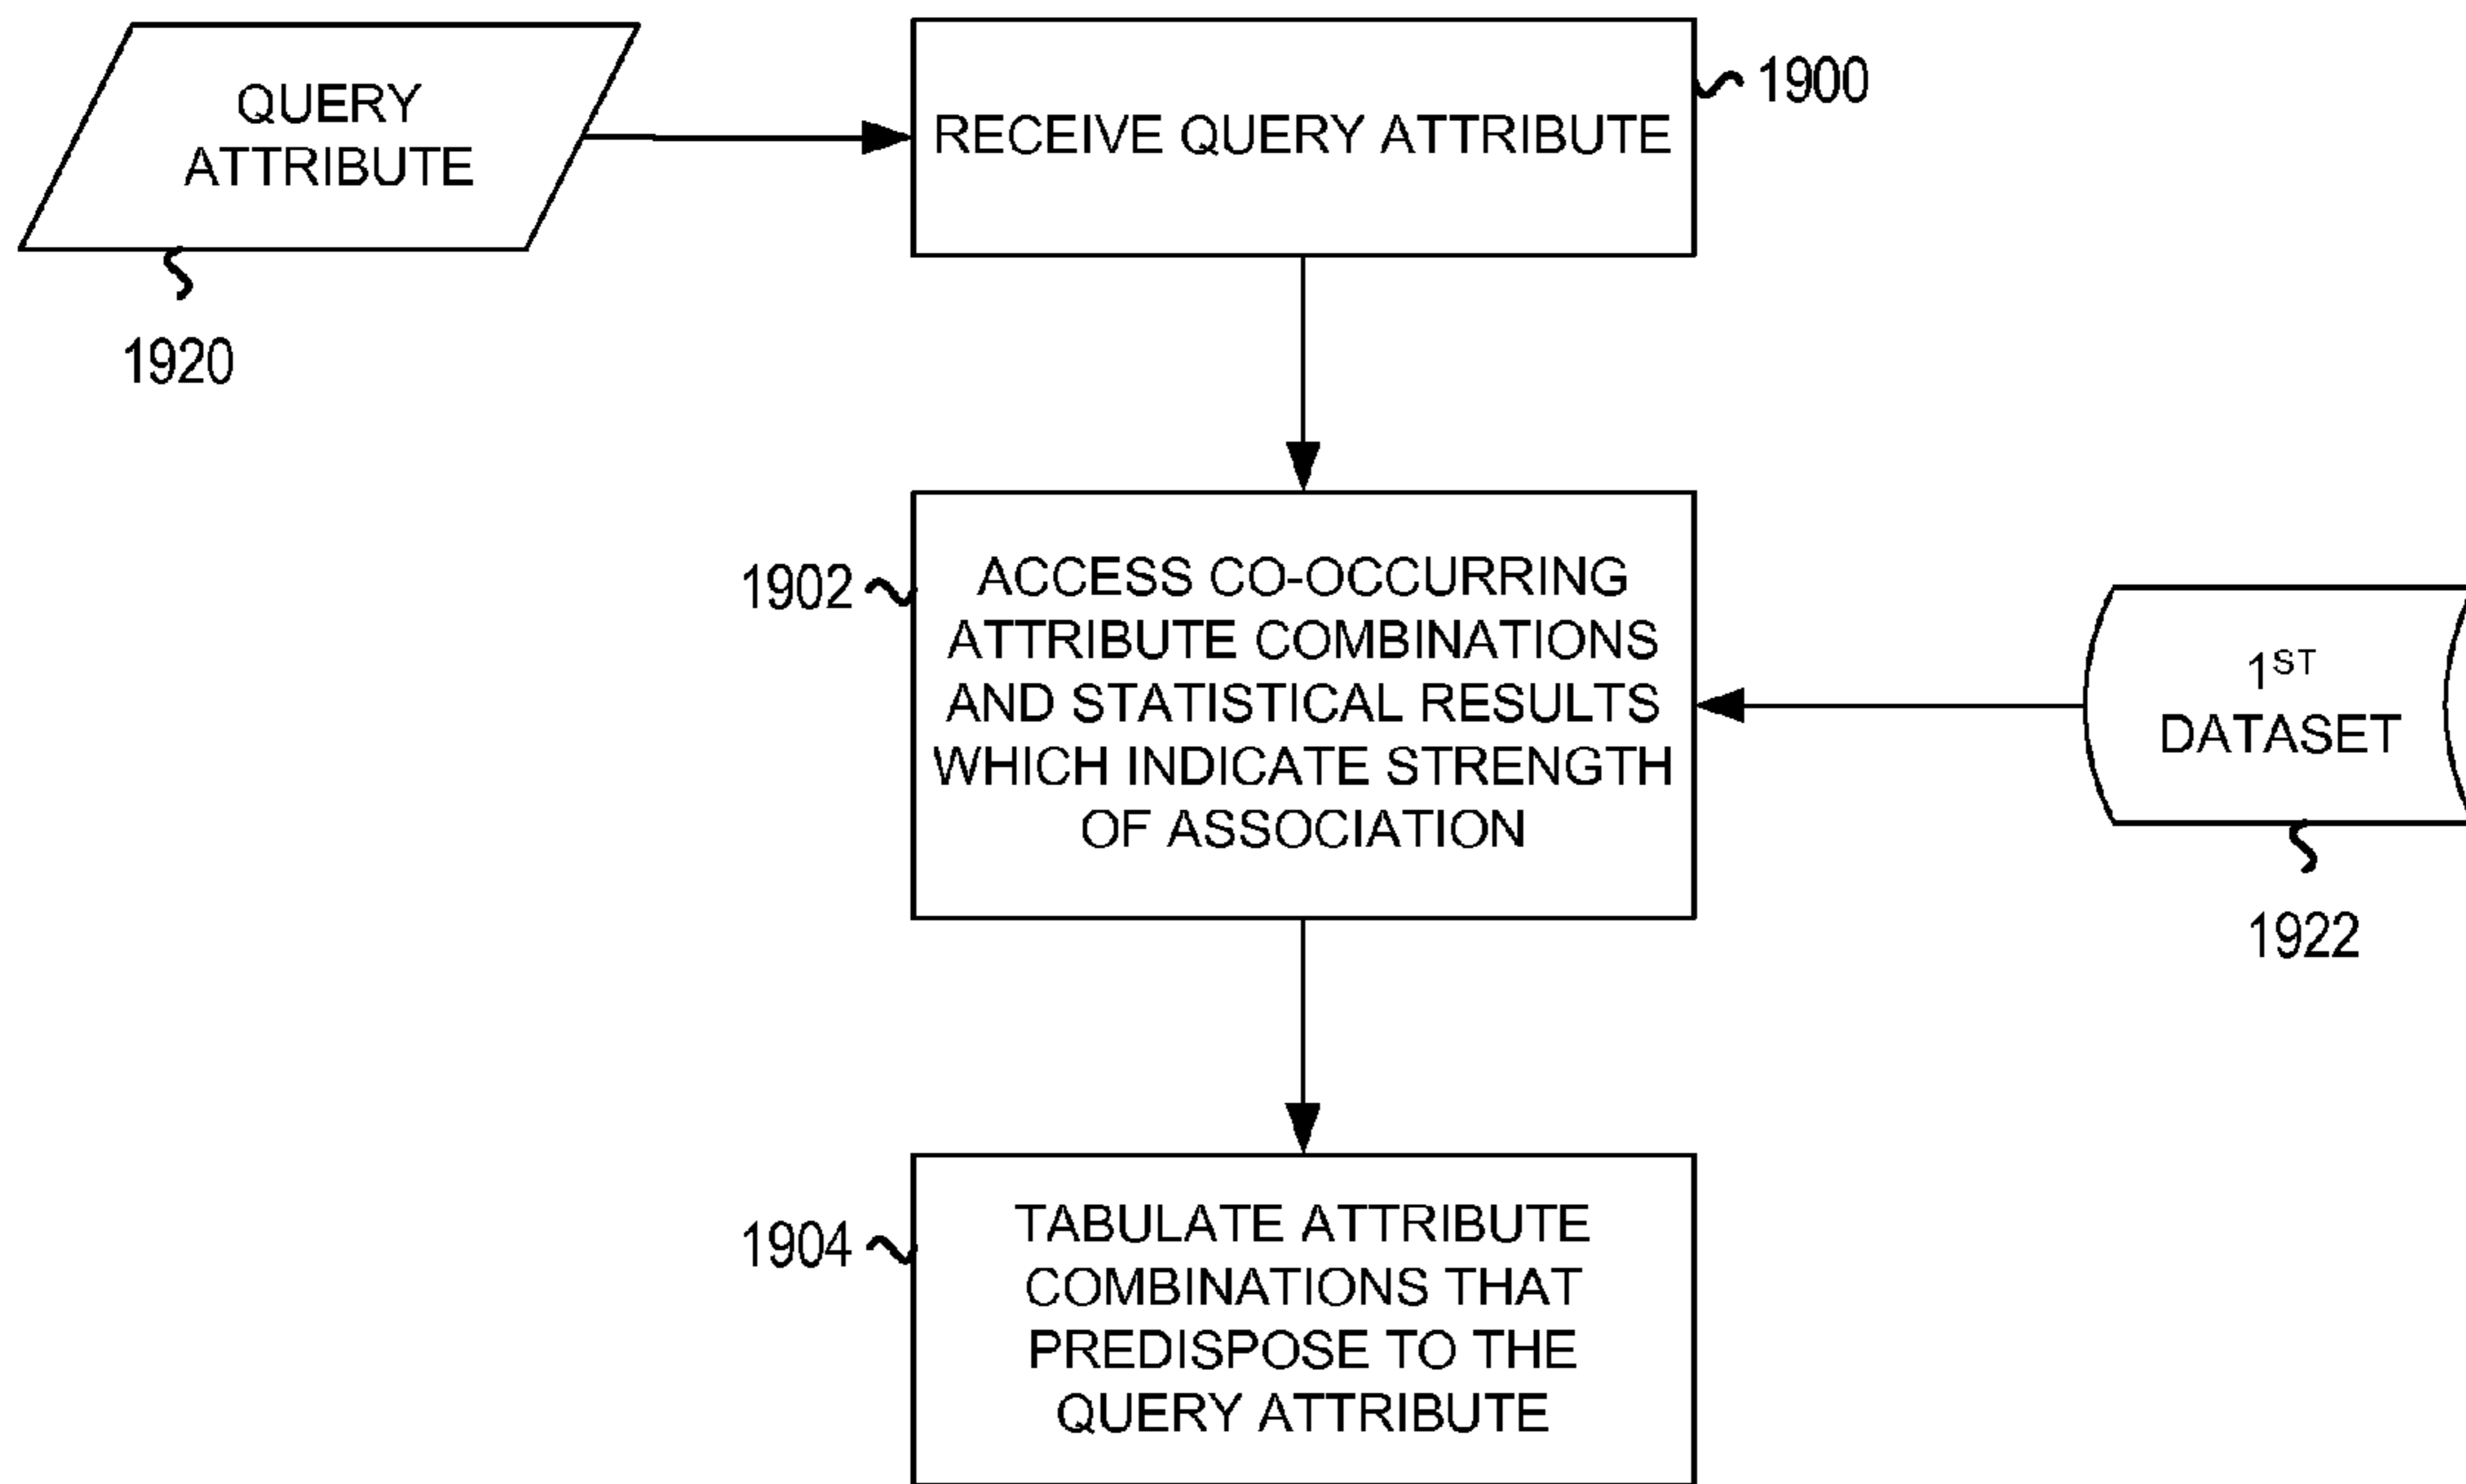 QUERY
ATTRIBUTE
1920
RECEIVE QUERY ATTRIBUTE
1900
1902
ACCESS CO-OCCURRING
ATTRIBUTE COMBINATIONS
AND STATISTICAL RESULTS
WHICH INDICATE STRENGTH
OF ASSOCIATION
1ST
DATASET
1922
1904
TABULATE ATTRIBUTE
COMBINATIONS THAT
PREDISPOSE TO THE
QUERY ATTRIBUTE